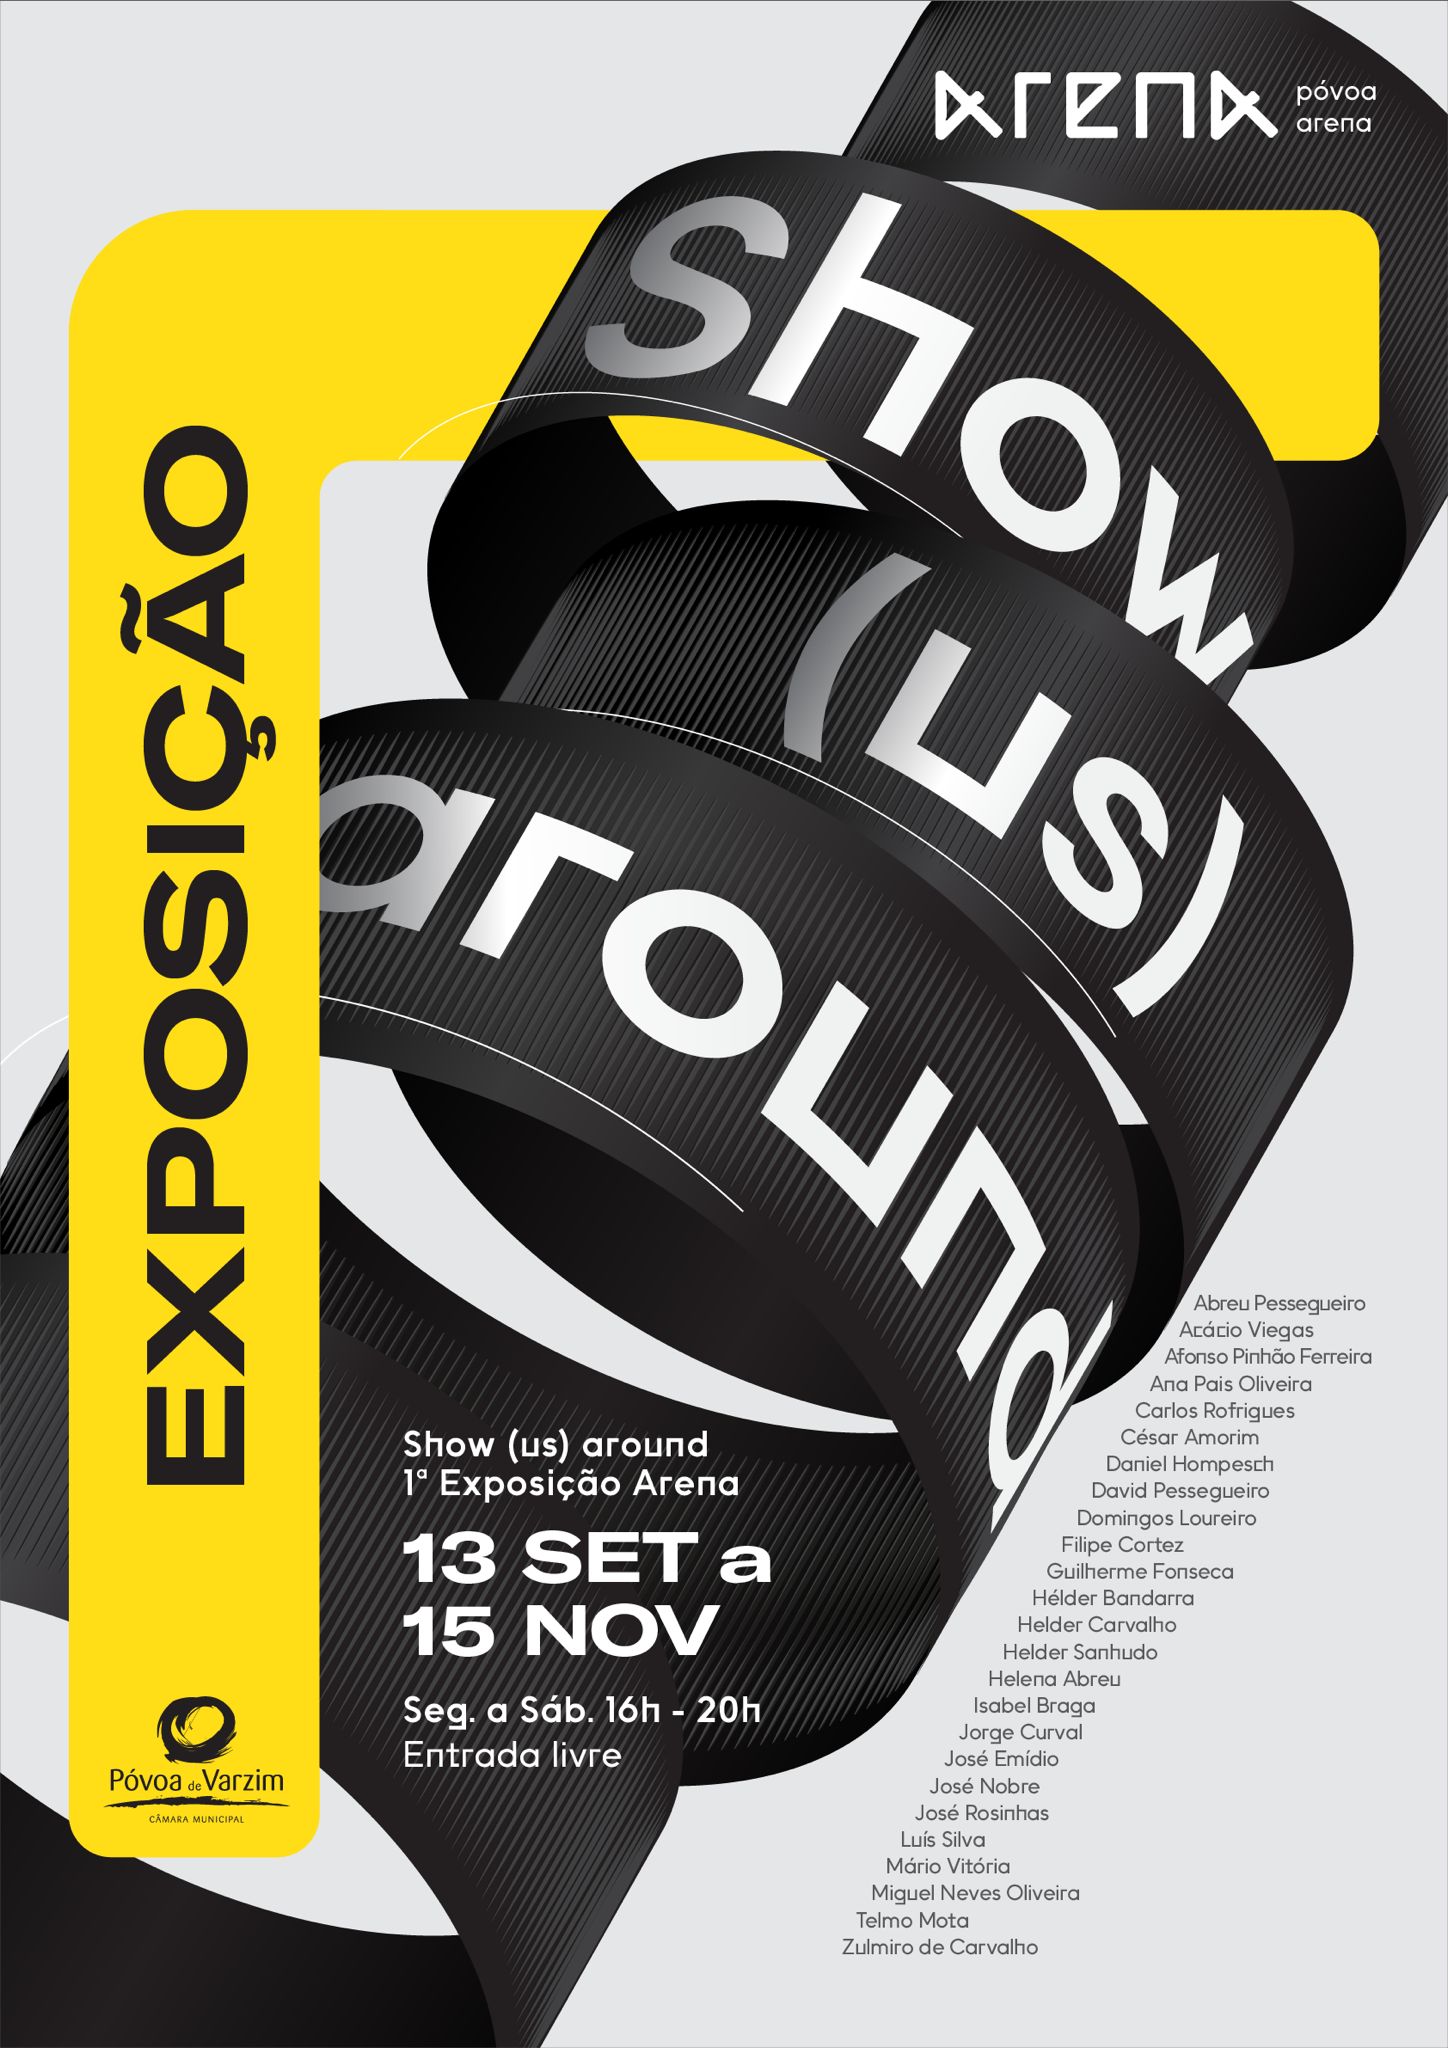 arena
póvoa
arena
show
(us)
around
EXPOSIÇÃO
Show (us) around
1ª Exposição Arena
13 SET a
15 NOV
Seg. a Sáb. 16h - 20h
Entrada livre
Abreu Pessegueiro
Acácio Viegas
Afonso Pinhão Ferreira
Ana Pais Oliveira
Carlos Rofrigues
César Amorim
Daniel Hompesch
David Pessegueiro
Domingos Loureiro
Filipe Cortez
Guilherme Fonseca
Hélder Bandarra
Helder Carvalho
Helder Sanhudo
Helena Abreu
Isabel Braga
Jorge Curval
José Emídio
José Nobre
José Rosinhas
Luís Silva
Mário Vitória
Miguel Neves Oliveira
Telmo Mota
Zulmiro de Carvalho
Póvoa de Varzim
CÂMARA MUNICIPAL